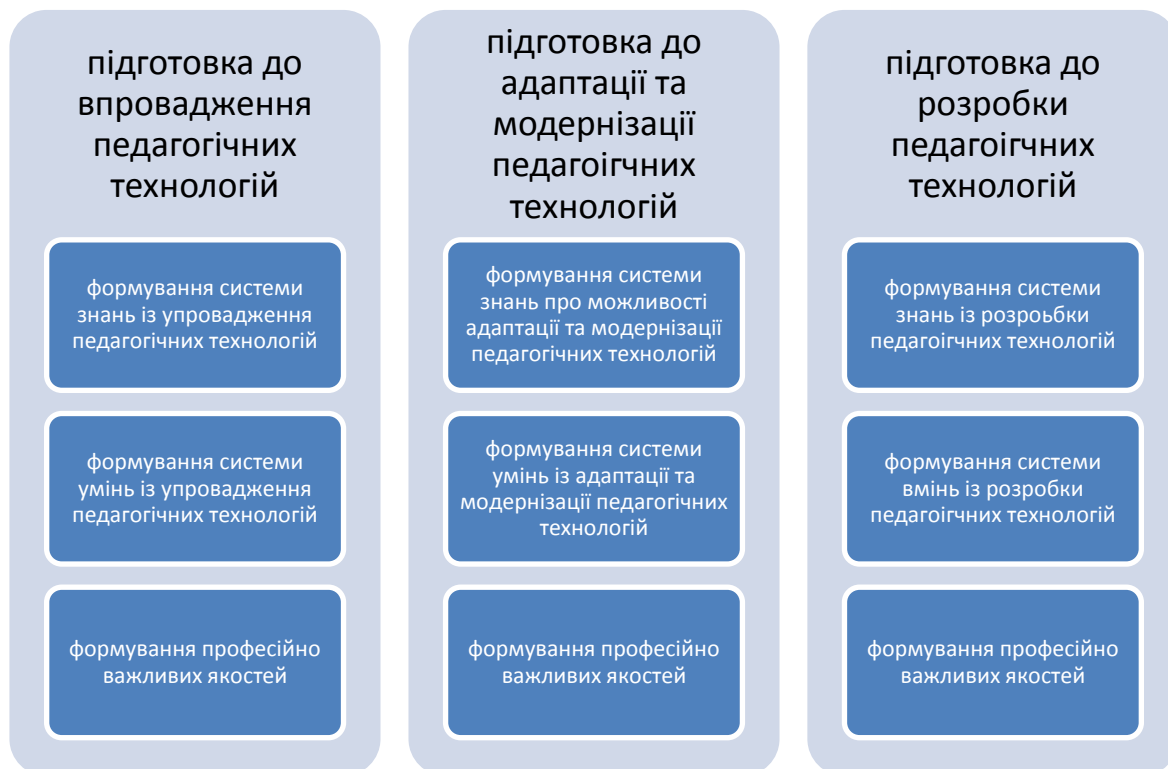 підготовка до
впровадження
педагогічних
технологій
формування системи
знань із упровадження
педагогічних технологій
формування системи
умінь із упровадження
педагогічних технологій
формування професійно
важливих якостей
підготовка до
адаптації та
модернізації
педагоігчних
технологій
формування системи
знань про можливості
адаптації та модернізації
педагогічних технологій
формування системи
умінь із адаптації та
модернізації педагогічних
технологій
формування професійно
важливих якостей
підготовка до
розробки
педагоігчних
технологій
формування системи
знань із розроьбки
педагоігчних технологій
формування системи
вмінь із розробки
педагоігчних технологій
формування професійно
важливих якостей